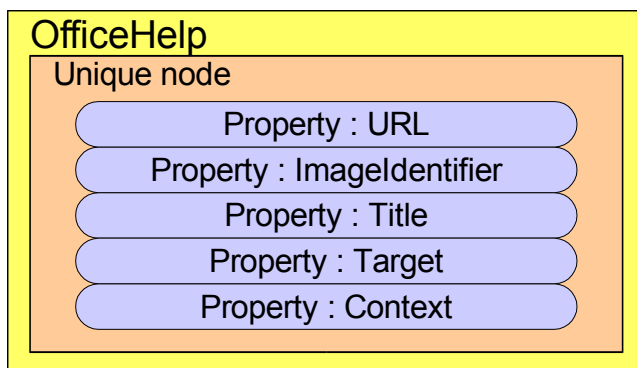 OfficeHelp
Unique node
Property : URL
Property : ImageIdentifier
Property : Title
Property : Target
Property : Context